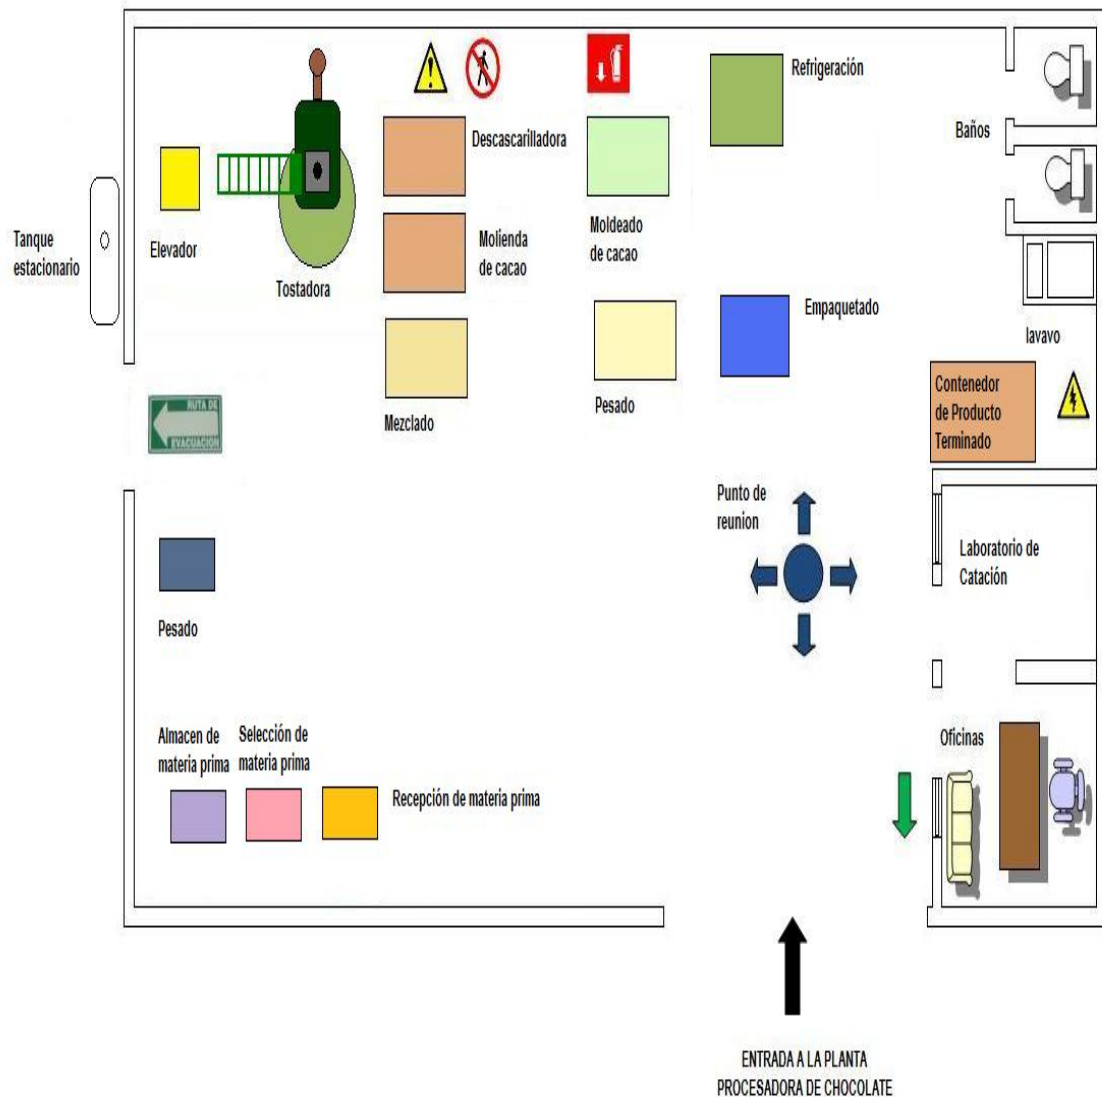 Refrigeración
Descascarilladora
Baños
Moldeado
de cacao
Molienda
de cacao
Tanque
estacionario
Elevador
Tostadora
Empaquetado
lavavo
Contenedor
de Producto
Terminado
Pesado
Mezclado
RUTA DE
EVACUACION
Punto de
reunion
Laboratorio de
Catación
Pesado
Almacen de
materia prima
Selección de
materia prima
Oficinas
Recepción de materia prima
ENTRADA A LA PLANTA
PROCESADORA DE CHOCOLATE